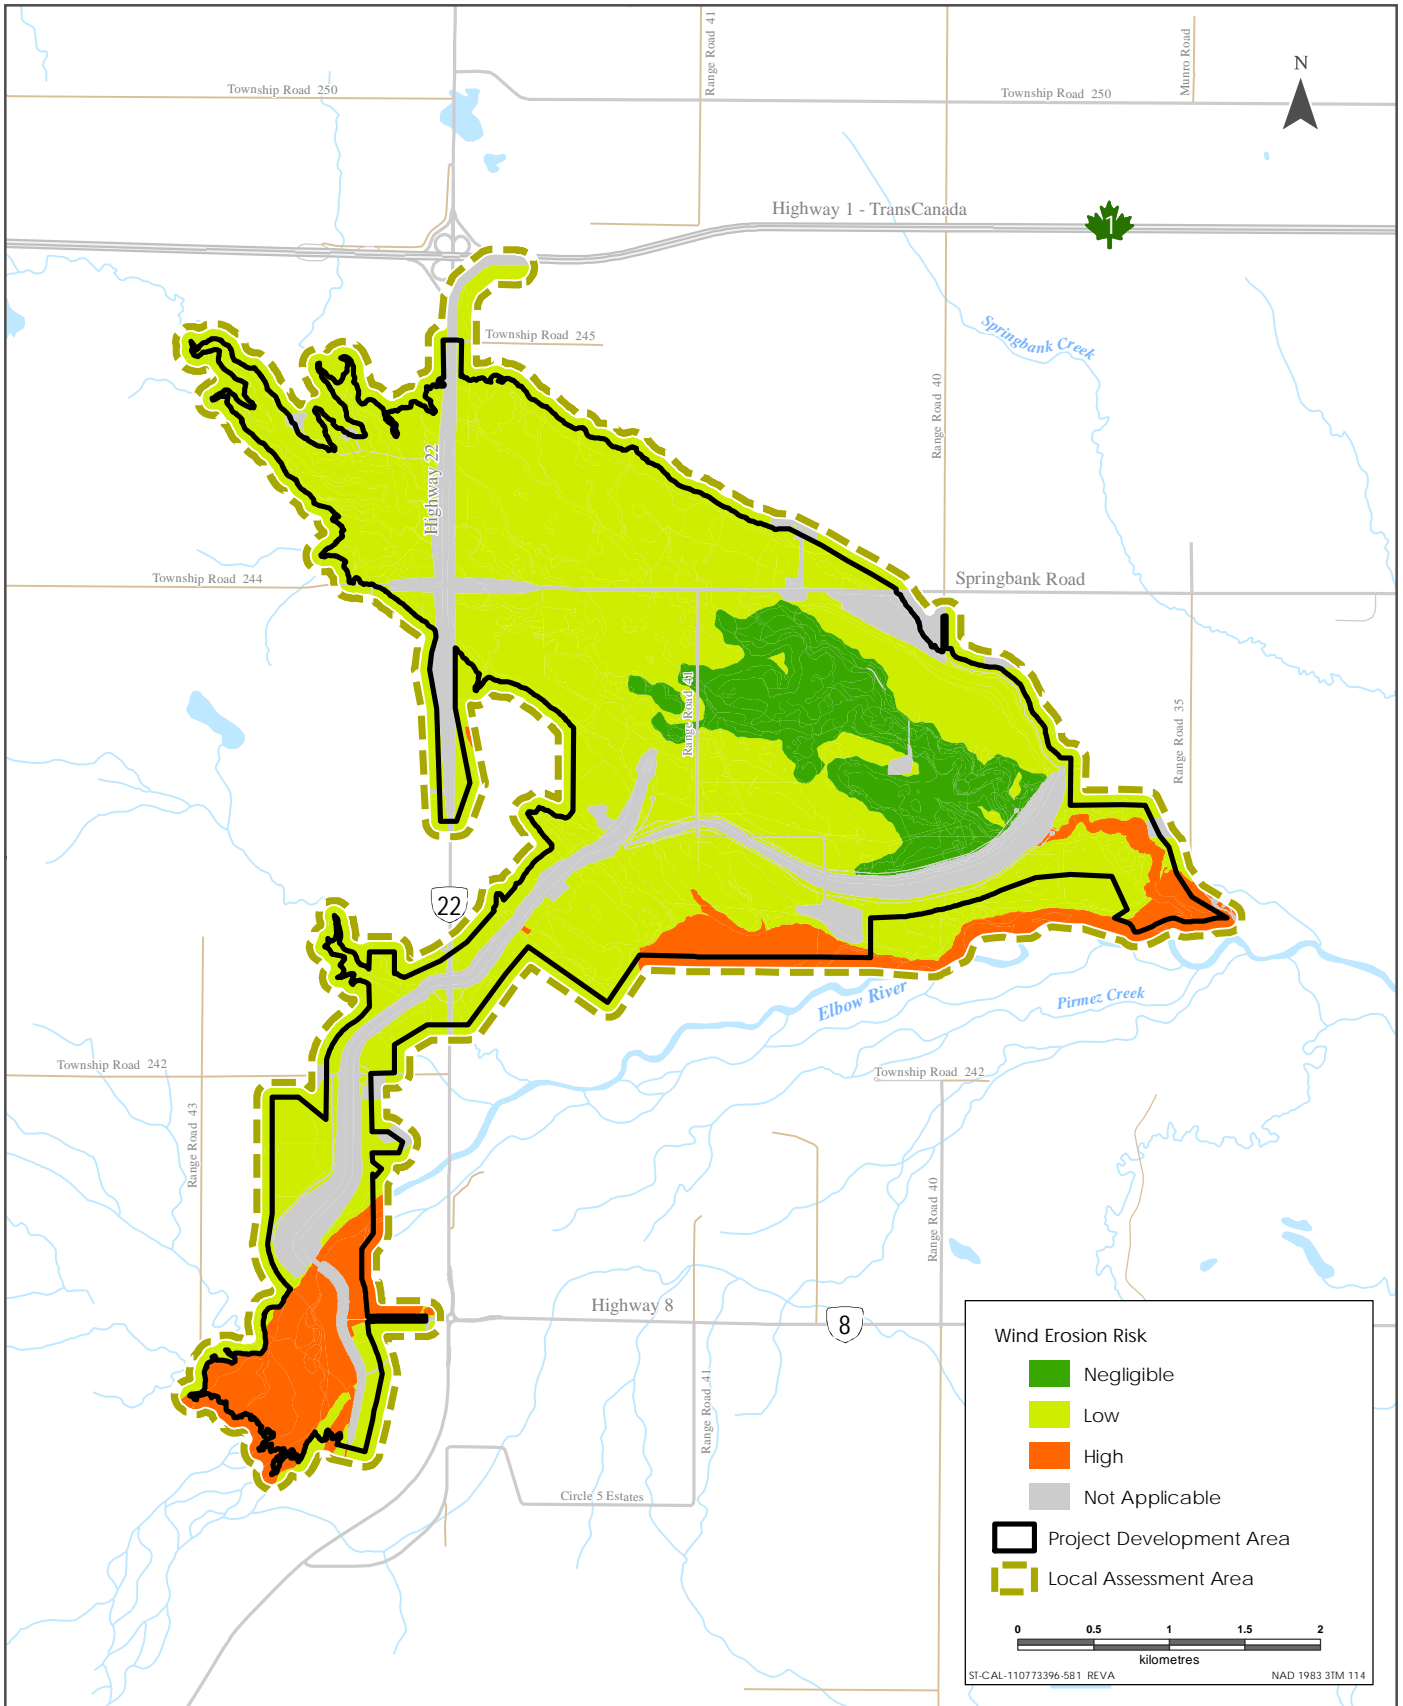 Range Road 41
Munro Road
N
Township Road 250
Township Road 250
Highway 1 - TransCanada
1
Springbank Creek
Township Road 245
Range Road 40
Highway 22
Township Road 244
Springbank Road
Range Road 41
Range Road 35
22
Elbow River
Pirmez Creek
Township Road 242
Township Road 242
Range Road 43
Range Road 40
Highway 8
8
Range Road 41
Circle 5 Estates
Wind Erosion Risk
Negligible
Low
High
Not Applicable
Project Development Area
Local Assessment Area
0 0.5 1 1.5 2
kilometres
ST-CAL-110773396-581 REVA NAD 1983 3TM 114